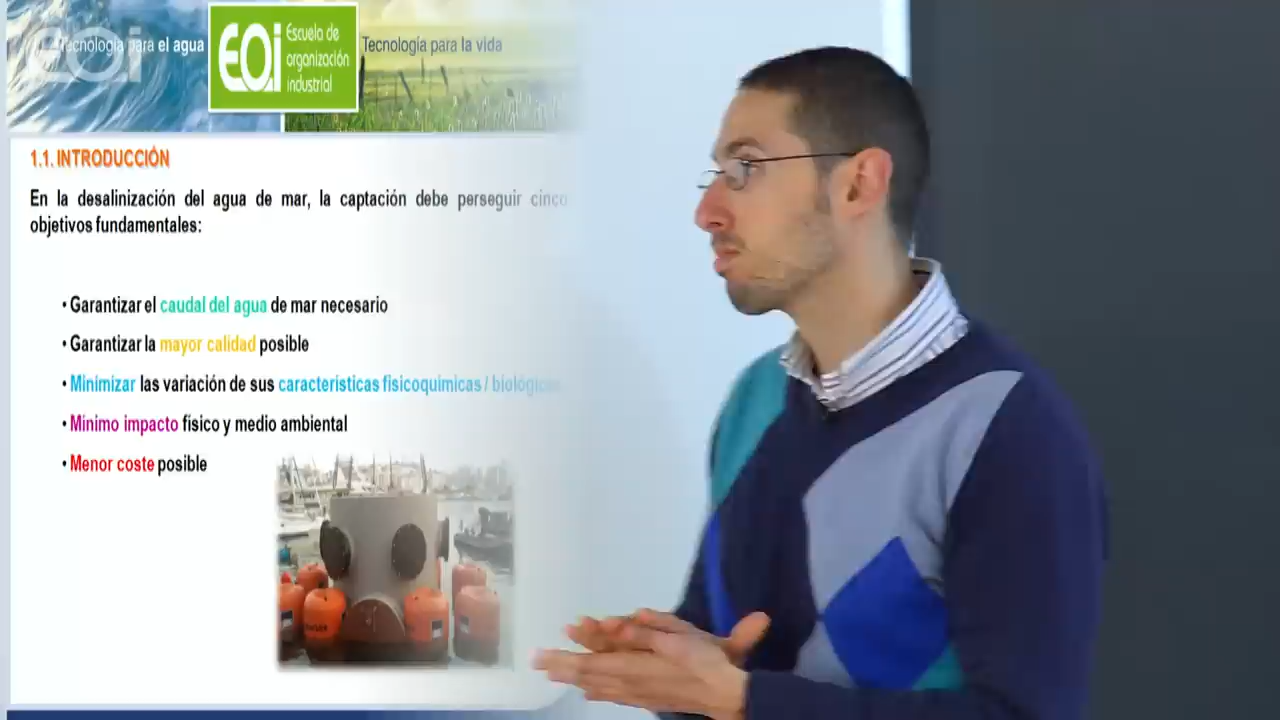 Tecnología para el agua
EOi
Escuela de
organización
industrial
Tecnología para la vida
EOi
1.1. INTRODUCCIÓN
En la desalinización del agua de mar, la captación debe perseguir cinco
objetivos fundamentales:
• Garantizar el caudal del agua de mar necesario
• Garantizar la mayor calidad posible
• Minimizar las variación de sus características fisicoquímicas / biológicas
• Mínimo impacto físico y medio ambiental
• Menor coste posible